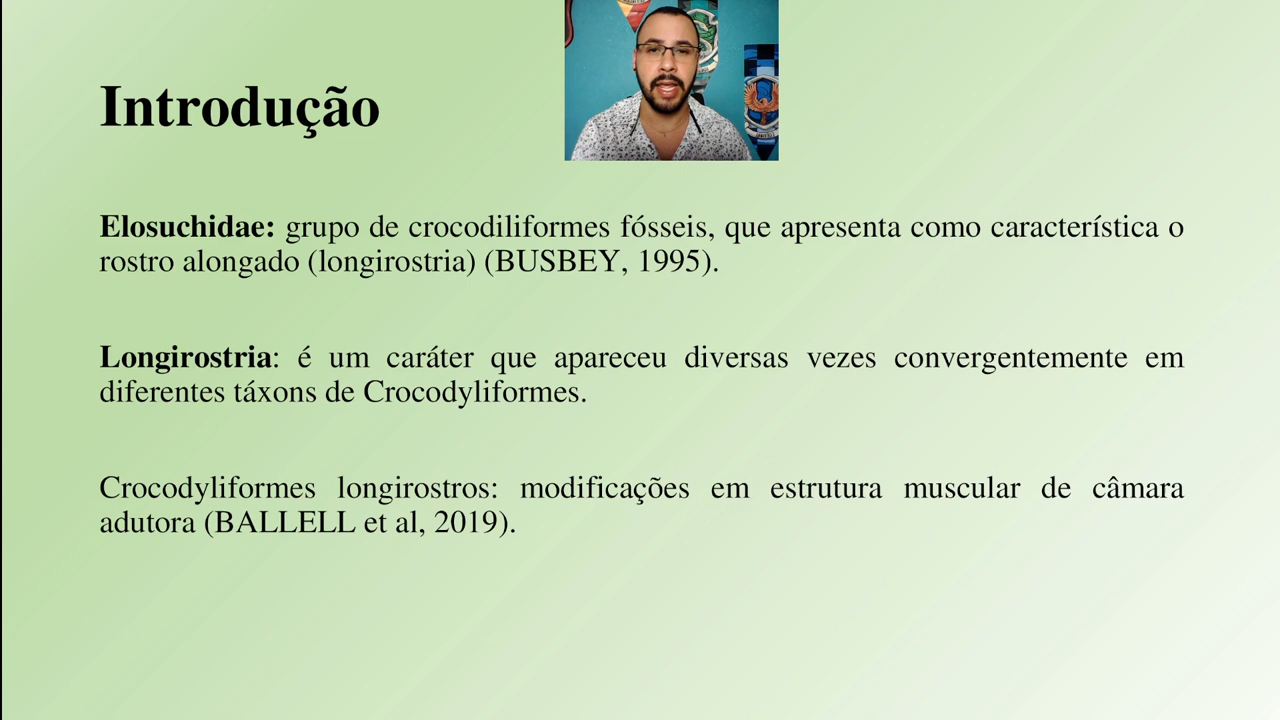 Introdução
Elosuchidae: grupo de crocodiliformes fósseis, que apresenta como característica o
rostro alongado (longirostria) (BUSBEY, 1995).
Longirostria: é um caráter que apareceu diversas vezes convergentemente em
diferentes táxons de Crocodyliformes.
Crocodyliformes longirostros: modificações em estrutura muscular de câmara
adutora (BALLELL et al, 2019).